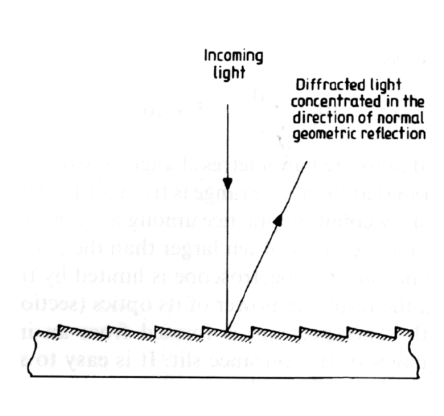 Incoming
light
Diffracted light
concentrated in the
direction of normal
geometric reflection